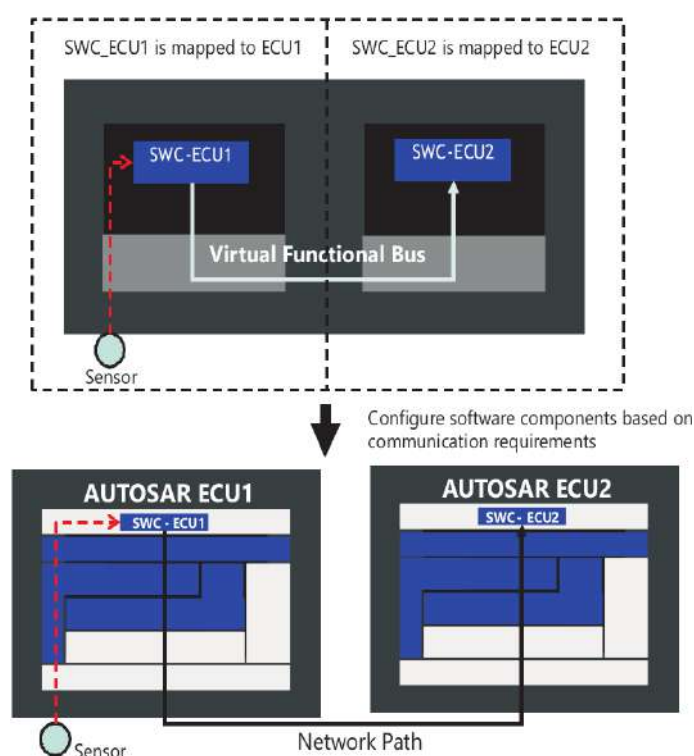 SWC_ECU1 is mapped to ECU1
SWC_ECU2 is mapped to ECU2
SWC-ECU1
SWC-ECU2
Virtual Functional Bus
Sensor
Configure software components based on
communication requirements
AUTOSAR ECU1
AUTOSAR ECU2
SWC - ECU1
SWC - ECU2
Sensor
Network Path